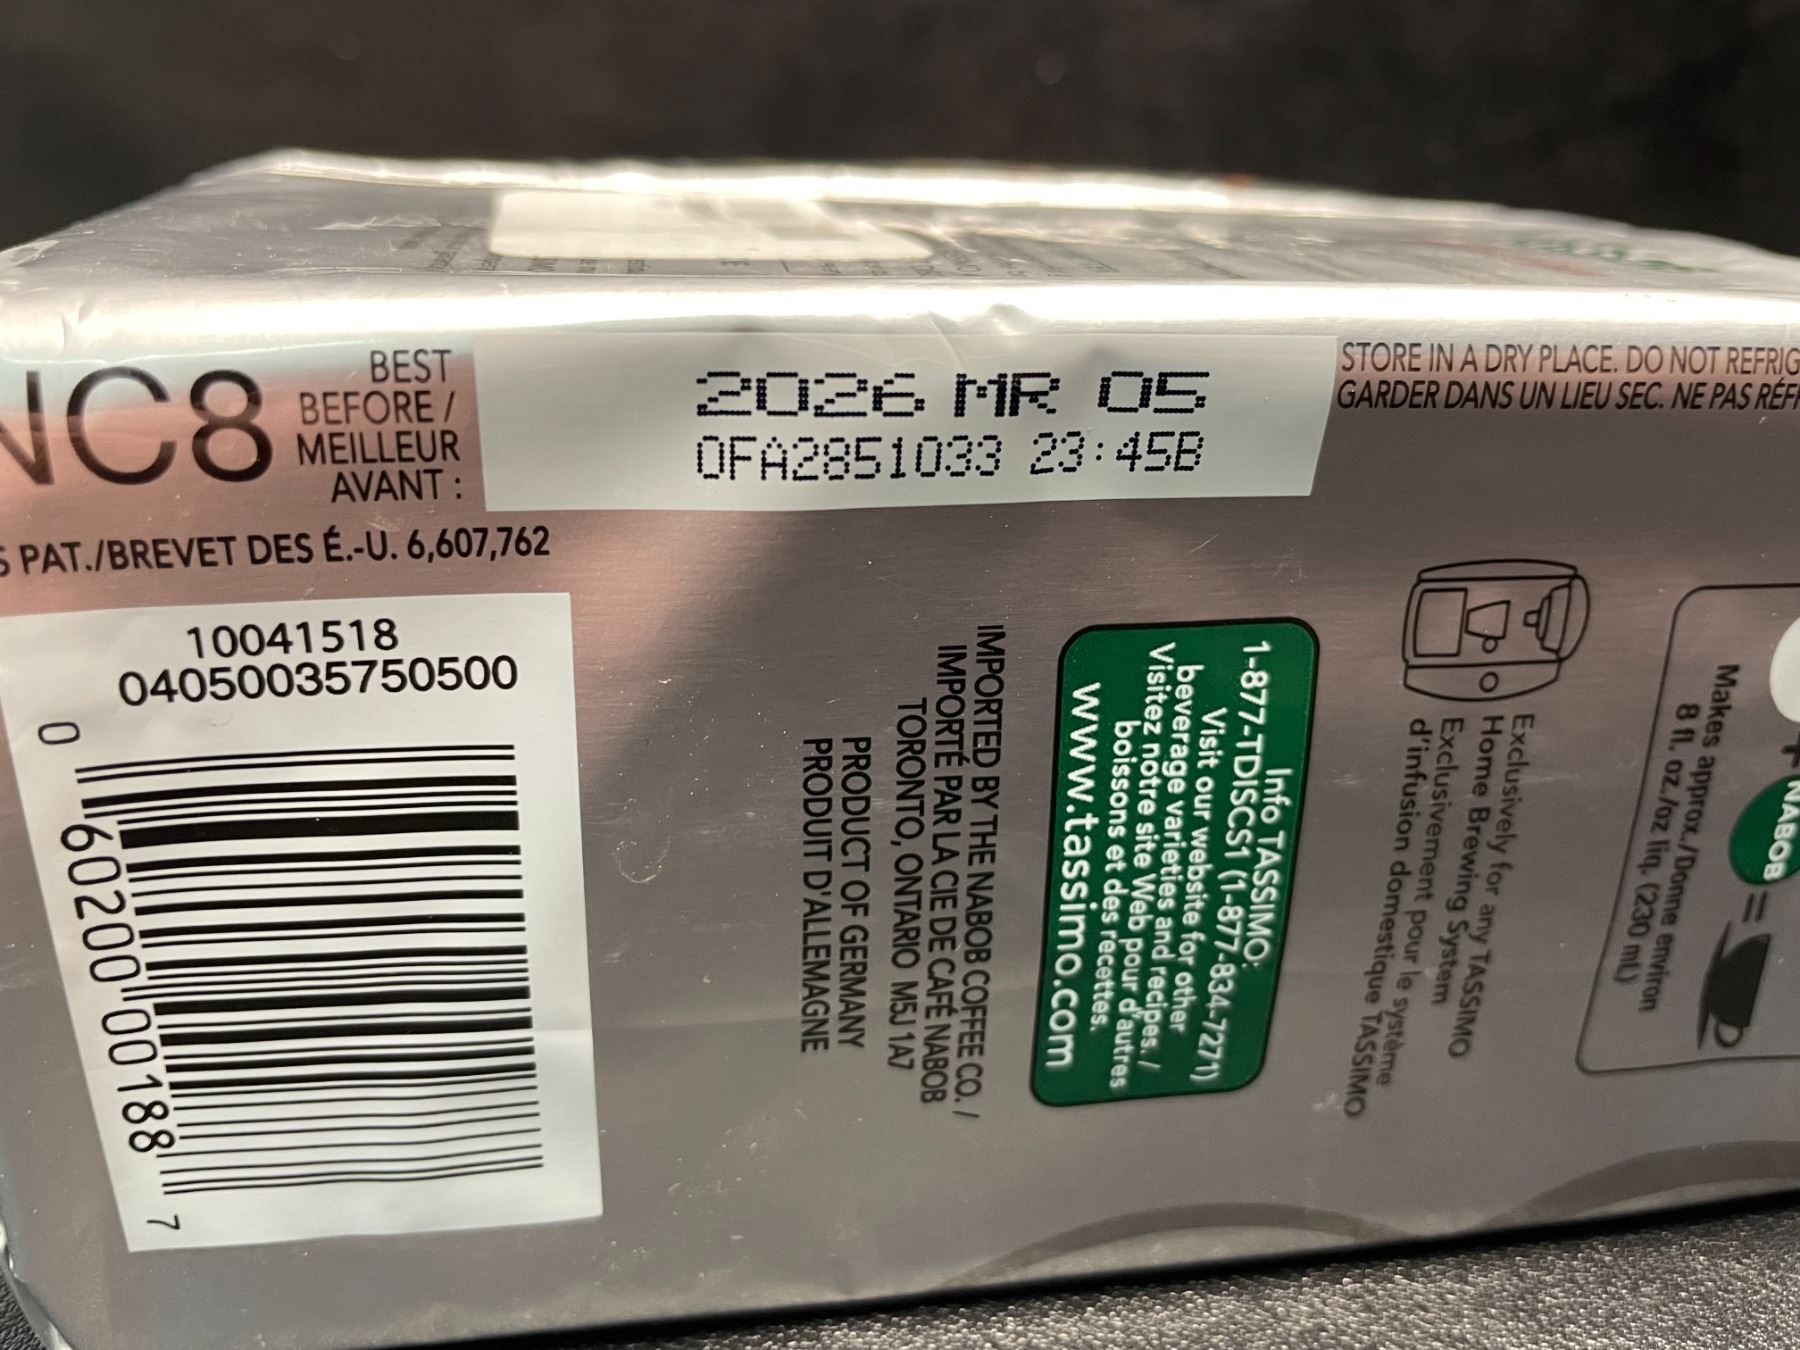 NC8
BEST
BEFORE /
MEILLEUR
AVANT :
2026 MR 05
OFA2851033 23:45B
STORE IN A DRY PLACE. DO NOT REFRIG
GARDER DANS UN LIEU SEC. NE PAS RÉFR
S PAT./BREVET DES É.-U. 6,607,762
10041518
04050035750500
0 60200 00188 7
IMPORTED BY THE NABOB COFFEE CO. /
IMPORTÉ PAR LA CIE DE CAFÉ NABOB
TORONTO, ONTARIO M5J 1A7
PRODUCT OF GERMANY
PRODUIT D'ALLEMAGNE
Info TASSIMO:
1-877-TDISCS1 (1-877-834-7271)
Visit our website for other
beverage varieties and recipes. /
Visitez notre site Web pour d'autres
boissons et des recettes.
www.tassimo.com
Exclusively for any TASSIMO
Home Brewing System
Exclusivement pour le système
d'infusion domestique TASSIMO
+ NABOB =
Makes approx./Donne environ
8 fl. oz./oz liq. (230 mL)